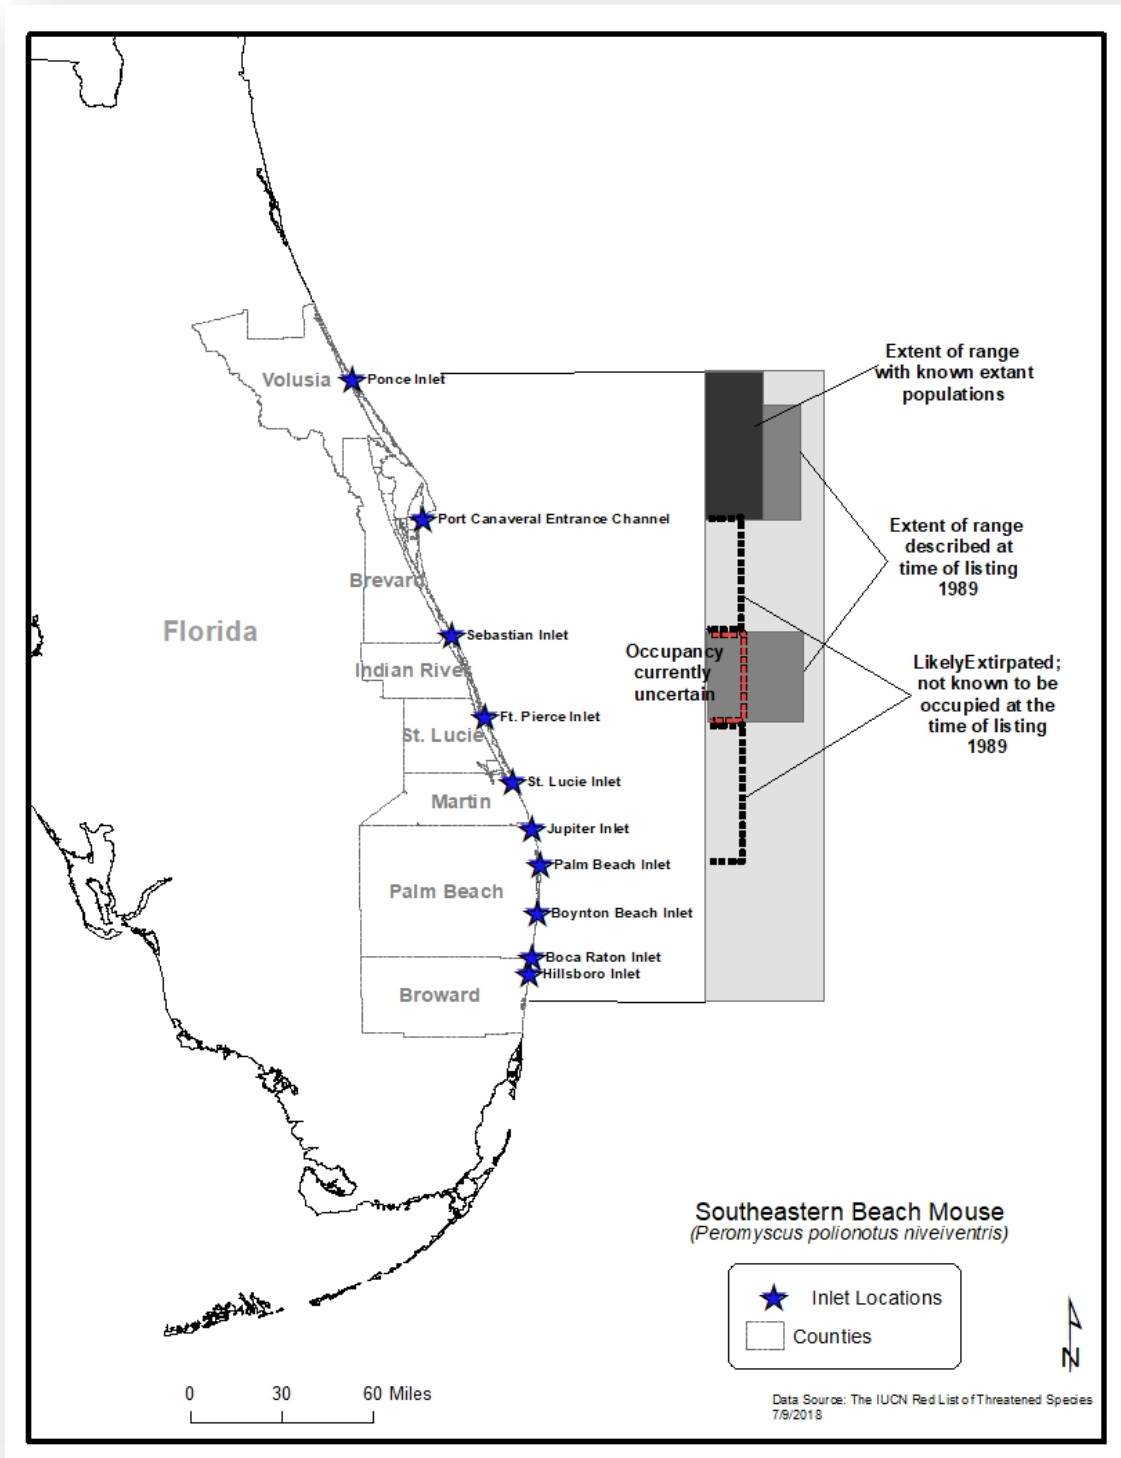 Extent of range
with known extant
populations
Volusia
Ponce Inlet
Port Canaveral Entrance Channel
Extent of range
described at
time of listing
1989
Brevard
Florida
Sebastian Inlet
Occupancy
currently
uncertain
Indian River
LikelyExtirpated;
not known to be
occupied at the
time of listing
1989
Ft. Pierce Inlet
St. Lucie
St. Lucie Inlet
Martin
Jupiter Inlet
Palm Beach Inlet
Palm Beach
Boynton Beach Inlet
Boca Raton Inlet
Hillsboro Inlet
Broward
Southeastern Beach Mouse
(Peromyscus polionotus niveiventris)
Inlet Locations
Counties
N
0 30 60 Miles
Data Source: The IUCN Red List of Threatened Species
7/9/2018